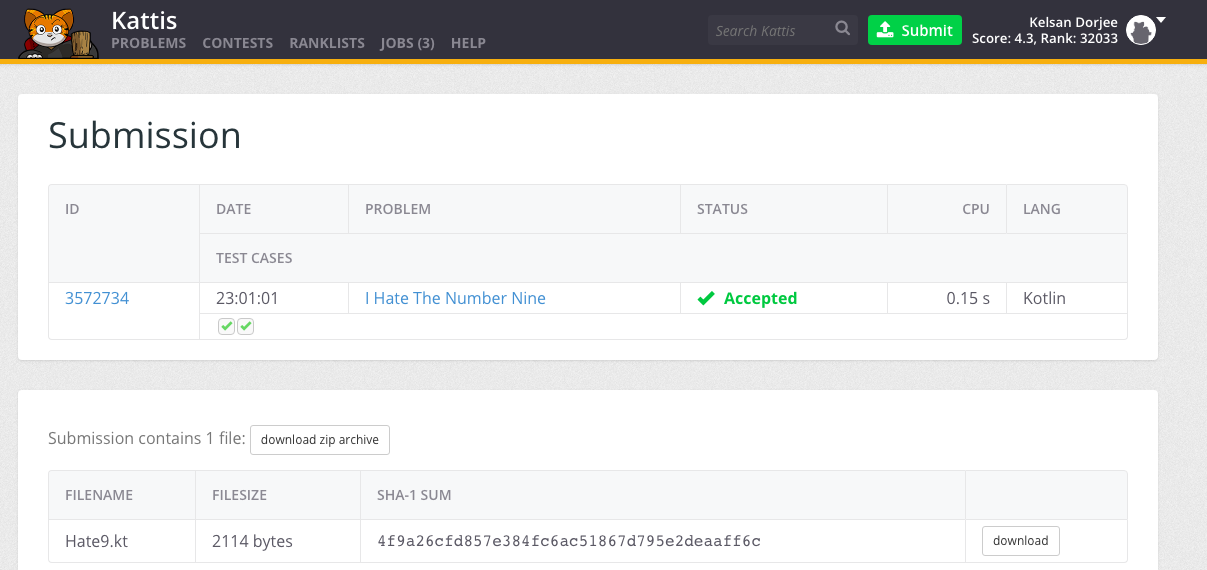 Kattis
PROBLEMS CONTESTS RANKLISTS JOBS (3) HELP
Search Kattis
Submit
Kelsan Dorjee
Score: 4.3, Rank: 32033
Submission
ID DATE PROBLEM STATUS CPU LANG
TEST CASES
3572734 23:01:01 I Hate The Number Nine Accepted 0.15 s Kotlin
Submission contains 1 file: download zip archive
FILENAME FILESIZE SHA-1 SUM
Hate9.kt 2114 bytes 4f9a26cfd857e384fc6ac51867d795e2deaaff6c download